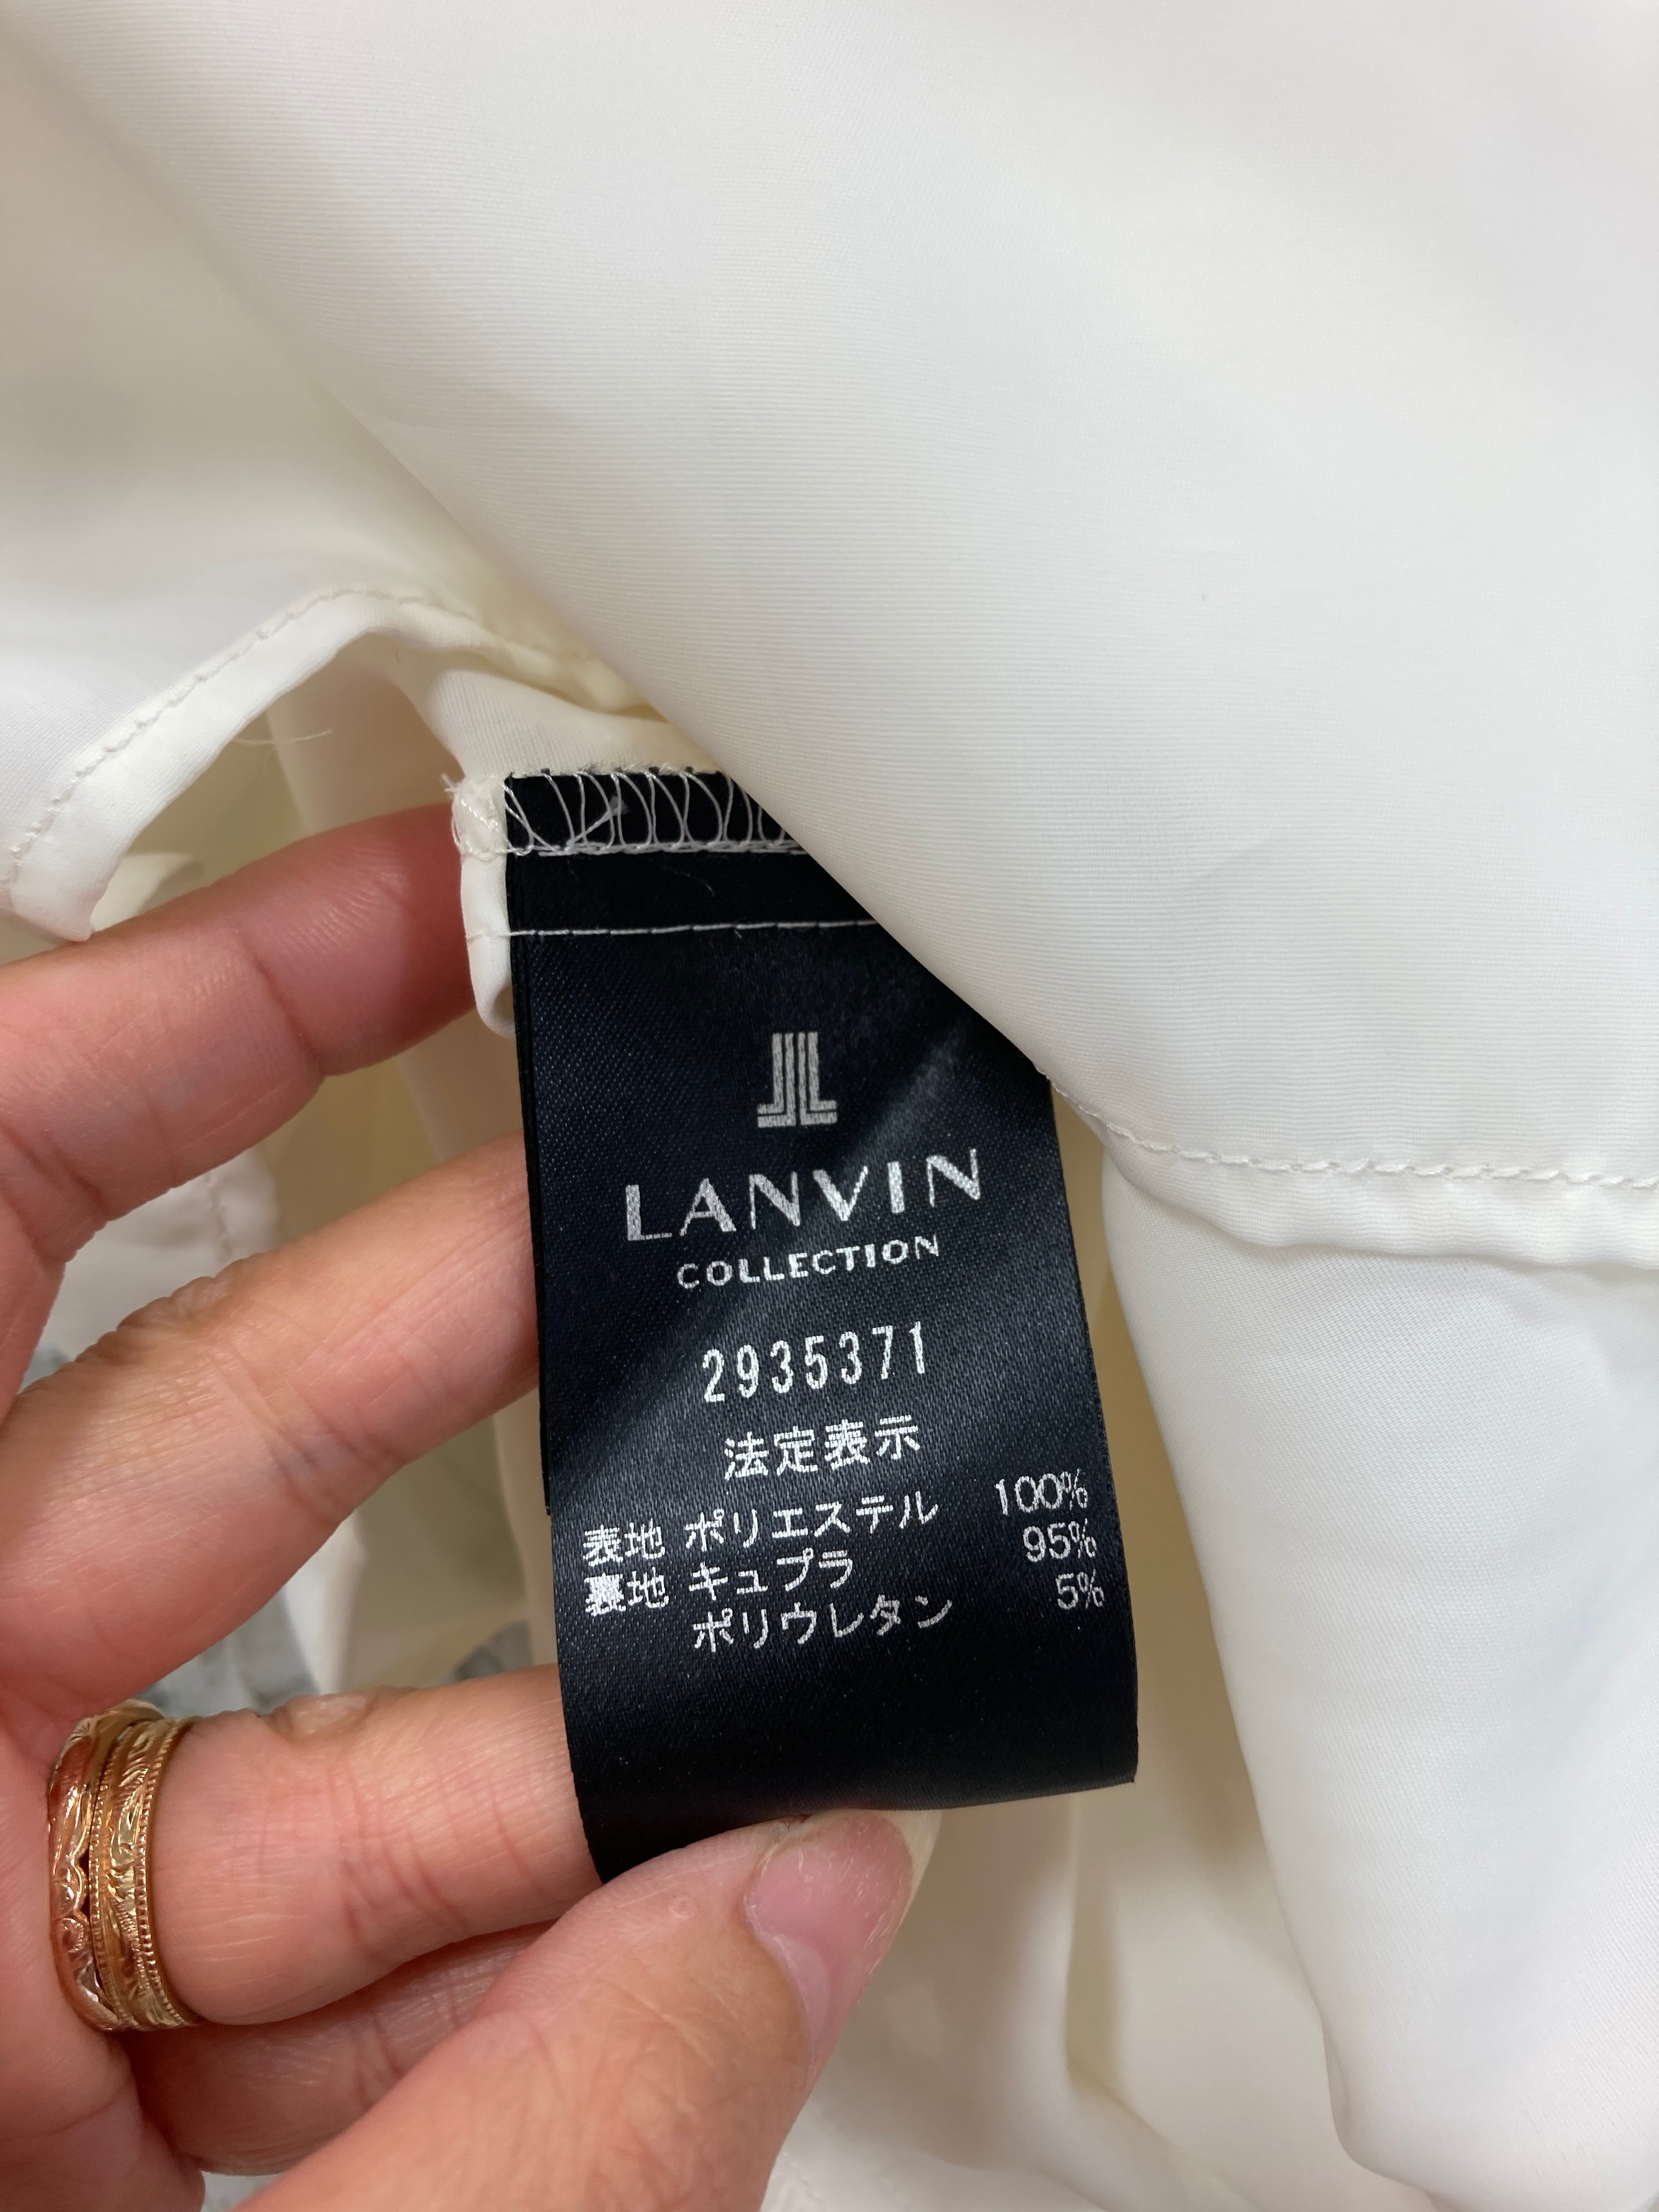 LANVIN
COLLECTION
2935371
法定表示
表地 ポリエステル 100%
裏地 キュプラ 95%
ポリウレタン 5%